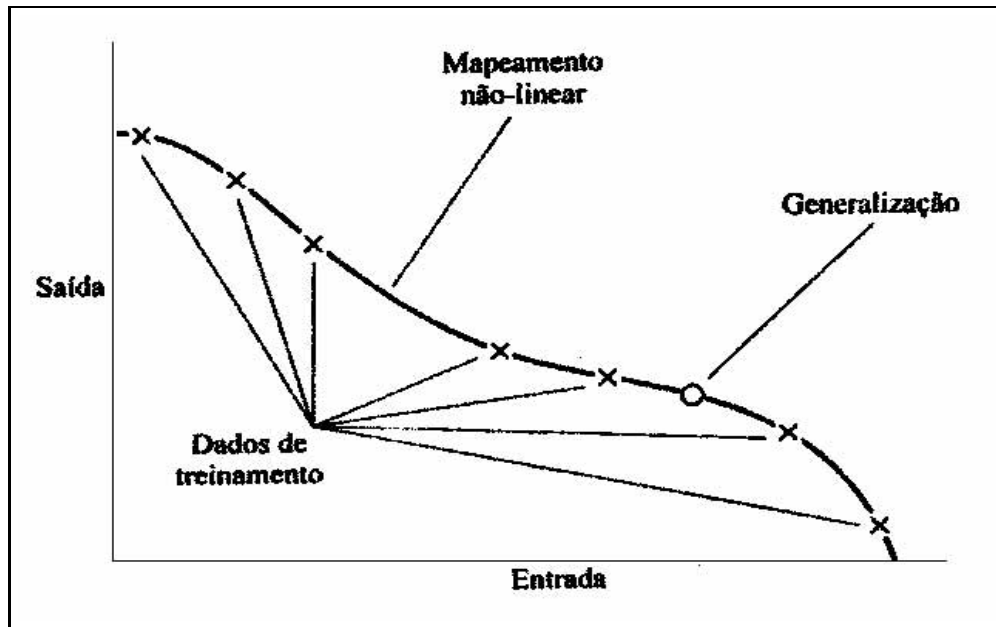 Mapeamento
não-linear
Generalização
Saída
Dados de
treinamento
Entrada